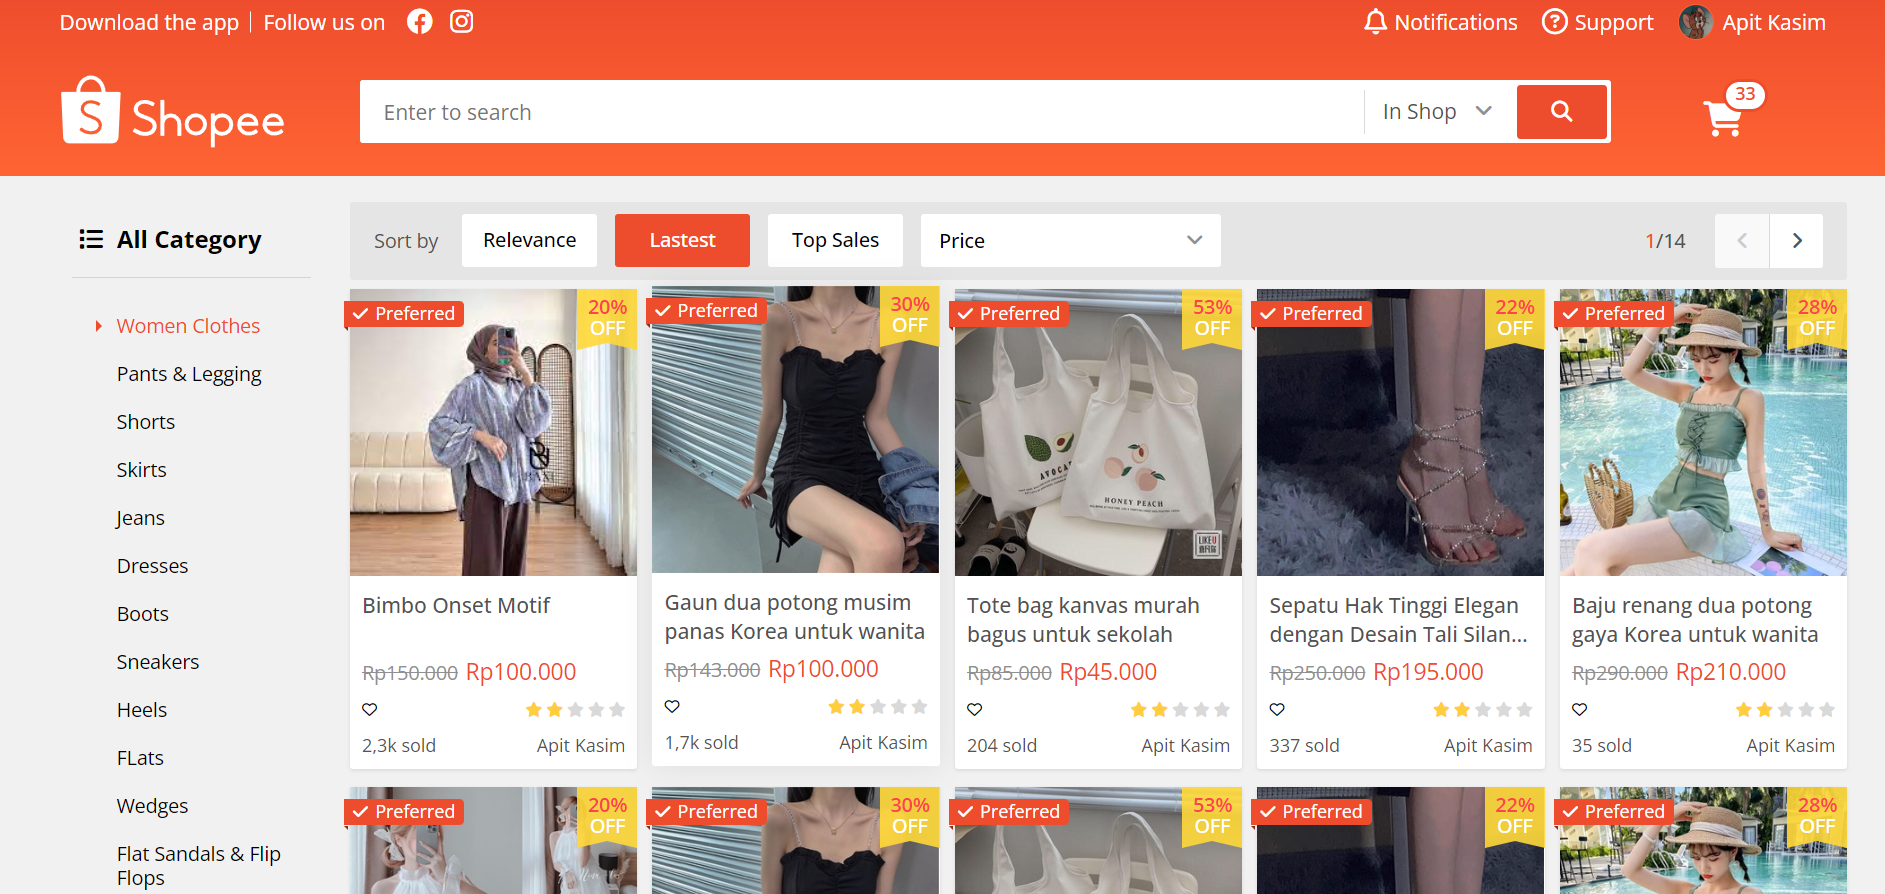 Download the app
Follow us on
Notifications
Support
Apit Kasim
S Shopee
Enter to search
In Shop
33
All Category
Sort by
Relevance
Lastest
Top Sales
Price
1/14
Women Clothes
Pants & Legging
Shorts
Skirts
Jeans
Dresses
Boots
Sneakers
Heels
FLats
Wedges
Flat Sandals & Flip
Flops
Preferred
20%
OFF
Bimbo Onset Motif
Rp150.000 Rp100.000
2,3k sold
Apit Kasim
Preferred
30%
OFF
Gaun dua potong musim
panas Korea untuk wanita
Rp143.000 Rp100.000
1,7k sold
Apit Kasim
Preferred
53%
OFF
HONEY PEACH
LIKEU
Tote bag kanvas murah
bagus untuk sekolah
Rp85.000 Rp45.000
204 sold
Apit Kasim
Preferred
22%
OFF
Sepatu Hak Tinggi Elegan
dengan Desain Tali Silan...
Rp250.000 Rp195.000
337 sold
Apit Kasim
Preferred
28%
OFF
Baju renang dua potong
gaya Korea untuk wanita
Rp290.000 Rp210.000
35 sold
Apit Kasim
Preferred
20%
OFF
Preferred
30%
OFF
Preferred
53%
OFF
Preferred
22%
OFF
Preferred
28%
OFF